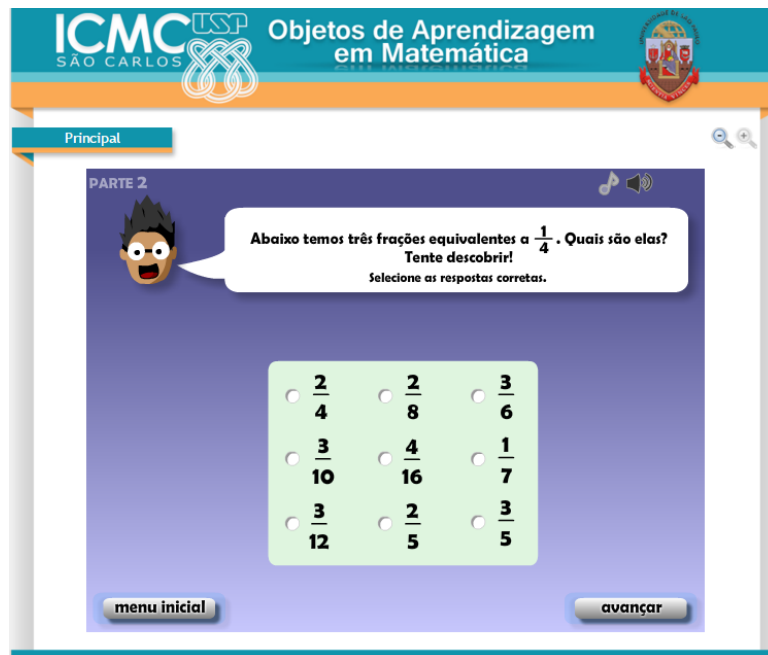 ICMC USP
SÃO CARLOS
Objetos de Aprendizagem
em Matemática
Principal
PARTE 2
Abaixo temos três frações equivalentes a 1/4 . Quais são elas?
Tente descobrir!
Selecione as respostas corretas.
2/4 2/8 3/6
3/10 4/16 1/7
3/12 2/5 3/5
menu inicial avançar